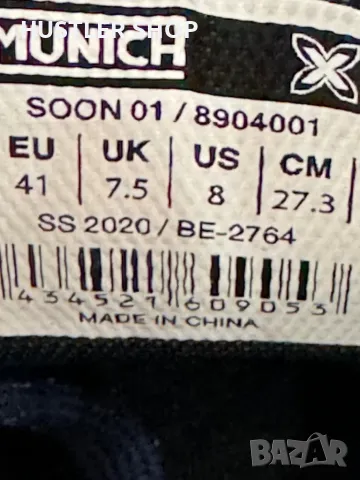 HUSTLER SHOP
MUNICH
SOON 01 / 8904001
EU | UK | US | CM
41 | 7.5 | 8 | 27.3
SS 2020 / BE-2764
434521609053
MADE IN CHINA
BAZAR